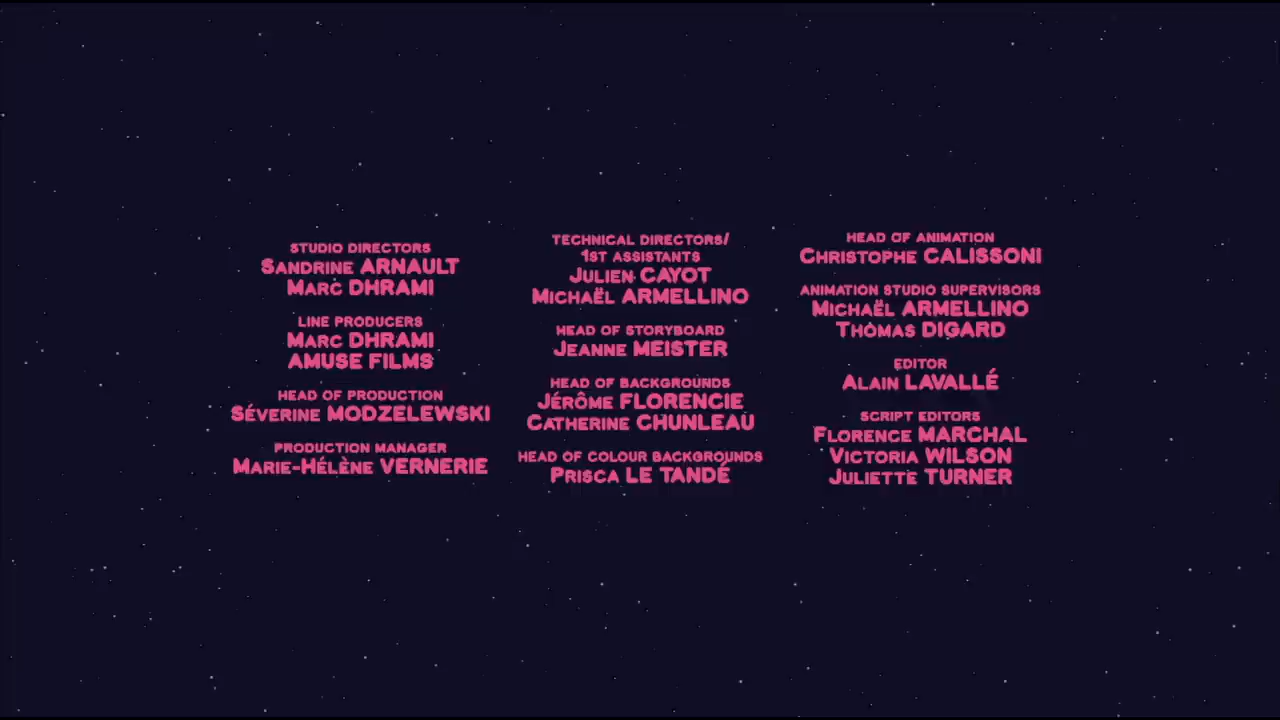 STUDIO DIRECTORS
SANDRINE ARNAULT
MARC DHRAMI
LINE PRODUCERS
MARC DHRAMI
AMUSE FILMS
HEAD OF PRODUCTION
SÉVERINE MODZELEWSKI
PRODUCTION MANAGER
MARIE-HÉLÈNE VERNERIE
TECHNICAL DIRECTORS/
1ST ASSISTANTS
JULIEN CAYOT
MICHAËL ARMELLINO
HEAD OF STORYBOARD
JEANNE MEISTER
HEAD OF BACKGROUNDS
JÉRÔME FLORENCIE
CATHERINE CHUNLEAU
HEAD OF COLOUR BACKGROUNDS
PRISCA LE TANDÉ
HEAD OF ANIMATION
CHRISTOPHE CALISSONI
ANIMATION STUDIO SUPERVISORS
MICHAËL ARMELLINO
THOMAS DIGARD
EDITOR
ALAIN LAVALLÉ
SCRIPT EDITORS
FLORENCE MARCHAL
VICTORIA WILSON
JULIETTE TURNER